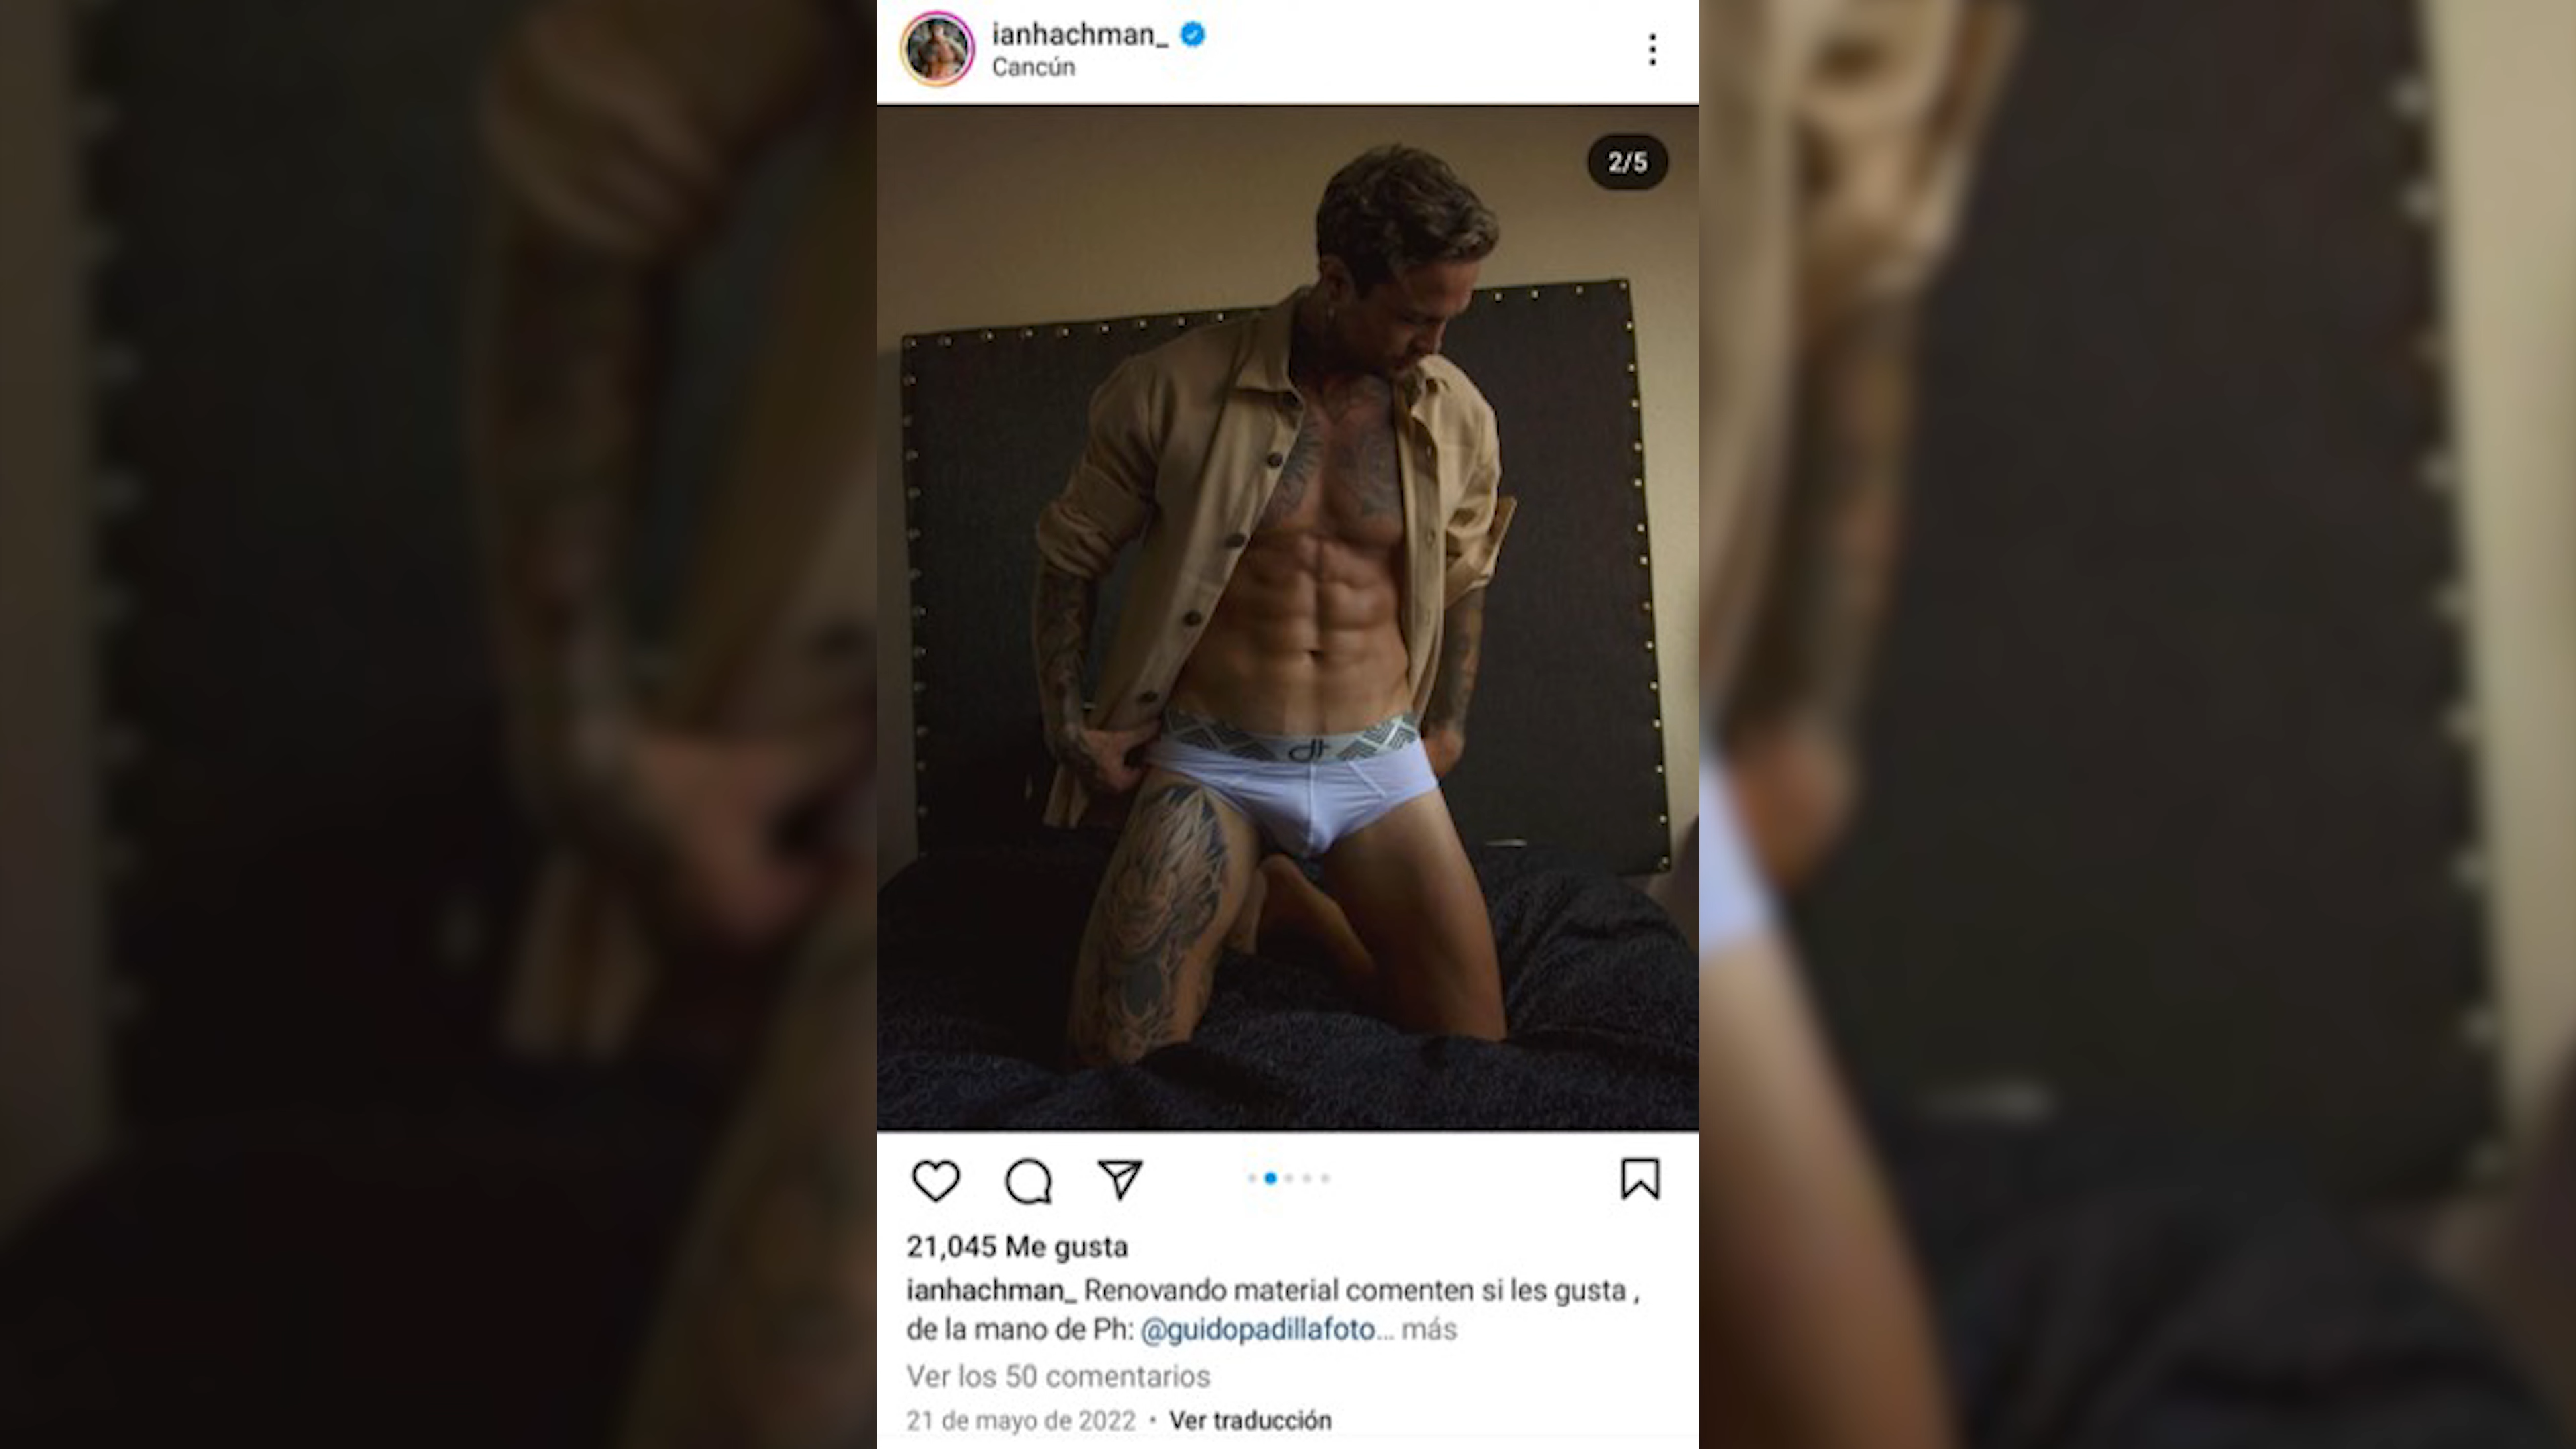 ianhachman_
Cancún
2/5
dt
21,045 Me gusta
ianhachman_ Renovando material comenten si les gusta ,
de la mano de Ph: @guidopadillafoto... más
Ver los 50 comentarios
21 de mayo de 2022 • Ver traducción